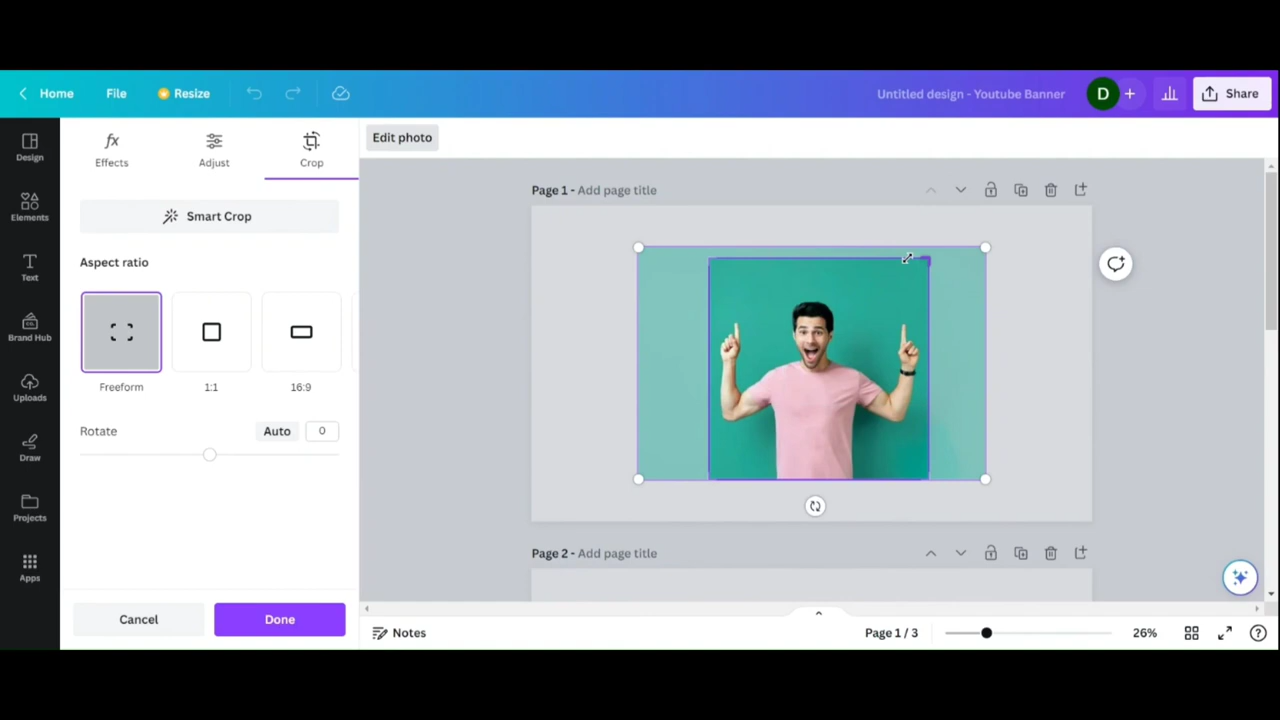 Home File Resize Untitled design - Youtube Banner D + Share
Design
Elements
Text
Brand Hub
Uploads
Draw
Projects
Apps
fx
Effects Adjust Crop
Smart Crop
Aspect ratio
Freeform 1:1 16:9
Rotate Auto 0
Cancel Done
Edit photo
Page 1 - Add page title
Page 2 - Add page title
Notes Page 1 / 3 26% ?